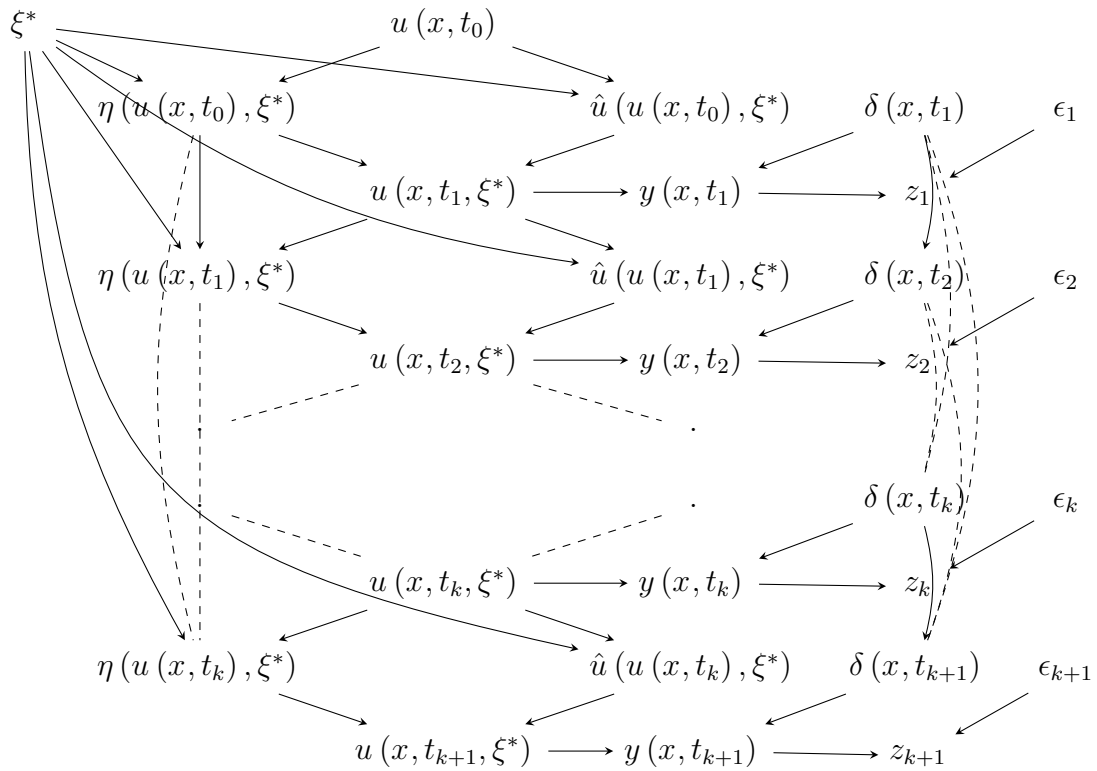 ξ* u (x, t₀)
η (u (x, t₀) , ξ*) û (u (x, t₀) , ξ*) δ (x, t₁) ϵ₁
u (x, t₁, ξ*) y (x, t₁) z₁
η (u (x, t₁) , ξ*) û (u (x, t₁) , ξ*) δ (x, t₂) ϵ₂
u (x, t₂, ξ*) y (x, t₂) z₂
. .
δ (x, tₖ) ϵₖ
. .
u (x, tₖ, ξ*) y (x, tₖ) zₖ
η (u (x, tₖ) , ξ*) û (u (x, tₖ) , ξ*) δ (x, tₖ₊₁) ϵₖ₊₁
u (x, tₖ₊₁, ξ*) y (x, tₖ₊₁) zₖ₊₁